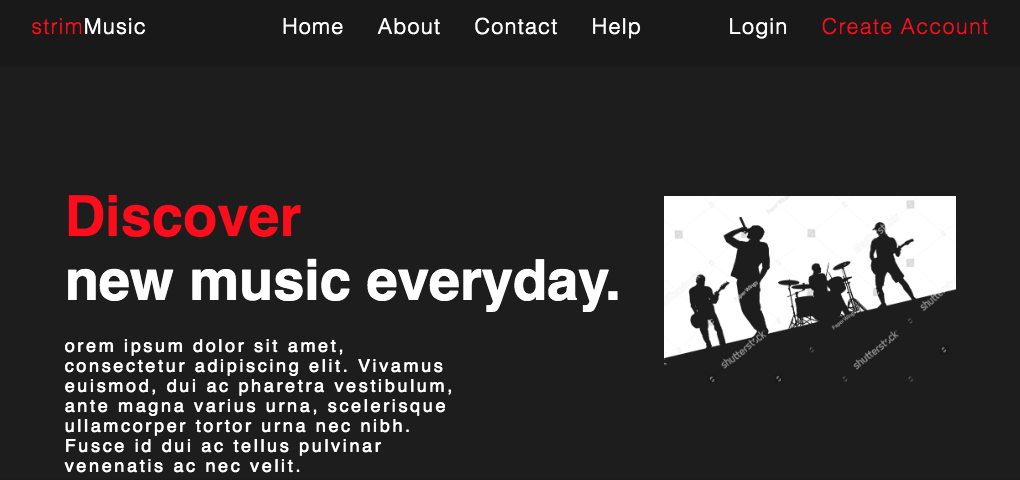 strimMusic Home About Contact Help Login Create Account
Discover
new music everyday.
orem ipsum dolor sit amet,
consectetur adipiscing elit. Vivamus
euismod, dui ac pharetra vestibulum,
ante magna varius urna, scelerisque
ullamcorper tortor urna nec nibh.
Fusce id dui ac tellus pulvinar
venenatis ac nec velit.
shutterstock
shutterstock